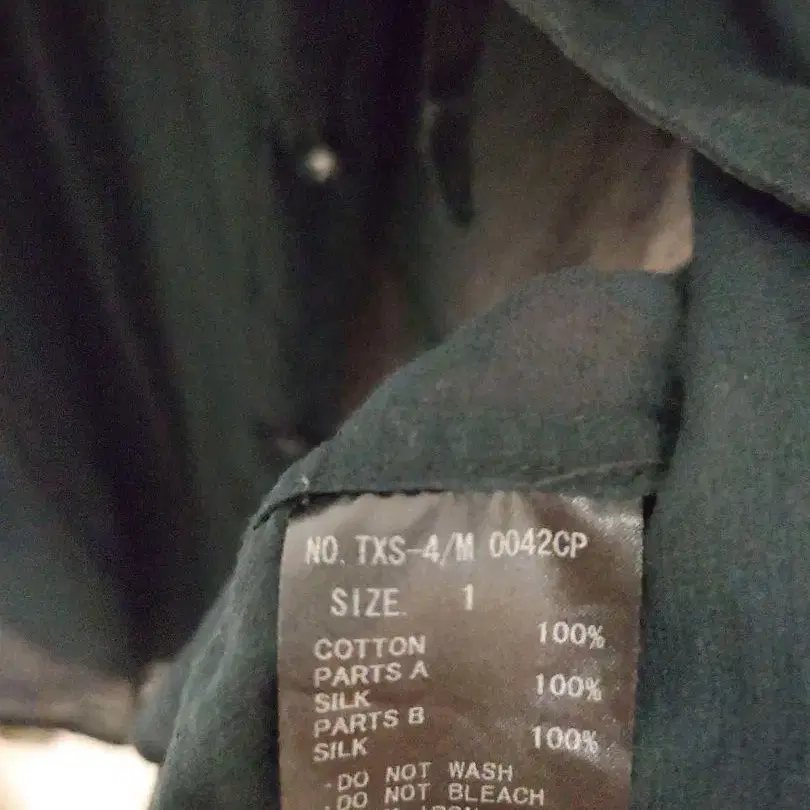 NO. TXS-4/M 0042CP
SIZE. 1
COTTON 100%
PARTS A
SILK 100%
PARTS B
SILK 100%
·DO NOT WASH
·DO NOT BLEACH